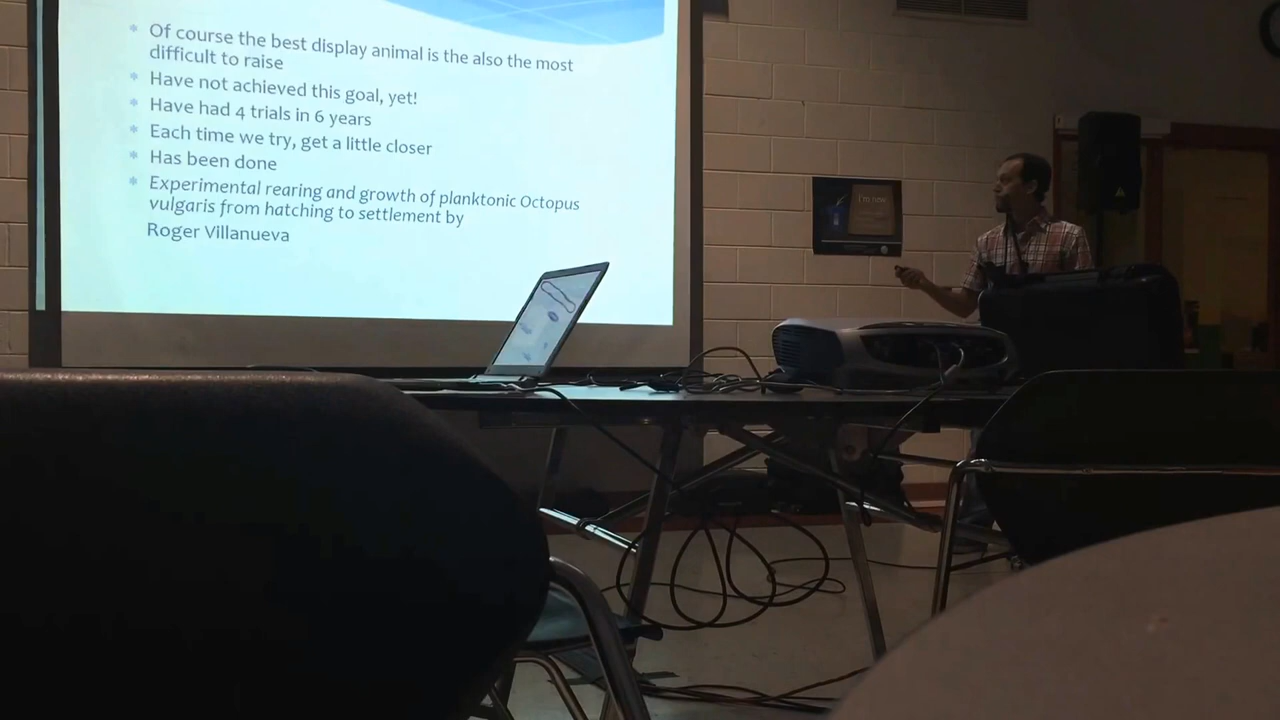 Of course the best display animal is the also the most
difficult to raise
Have not achieved this goal, yet!
Have had 4 trials in 6 years
Each time we try, get a little closer
Has been done
Experimental rearing and growth of planktonic Octopus
vulgaris from hatching to settlement by
Roger Villanueva